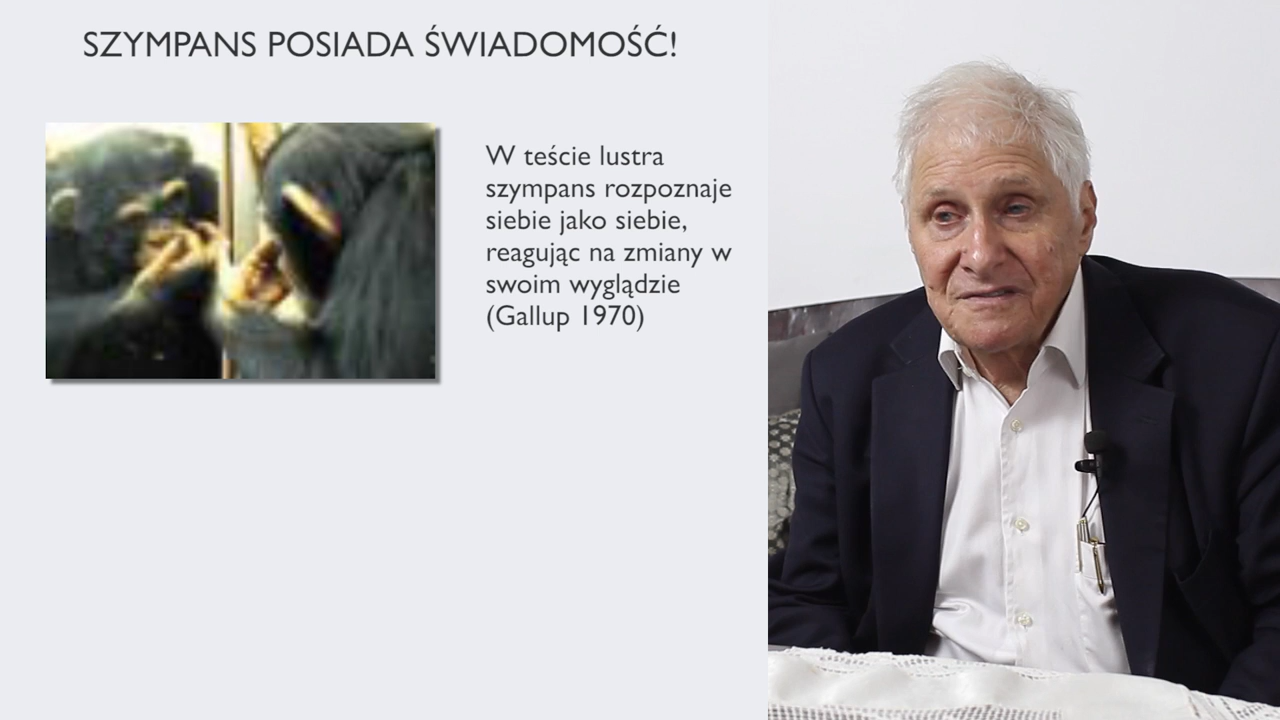 SZYMPANS POSIADA ŚWIADOMOŚĆ!
W teście lustra
szympans rozpoznaje
siebie jako siebie,
reagując na zmiany w
swoim wyglądzie
(Gallup 1970)